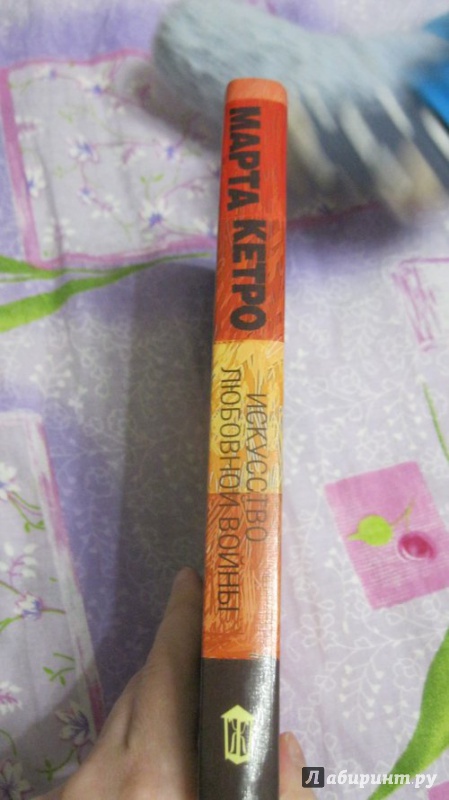 МАРТА КЕТРО
ИСКУССТВО
ЛЮБОВНОЙ ВОЙНЫ
Ж
Лабиринт.ру